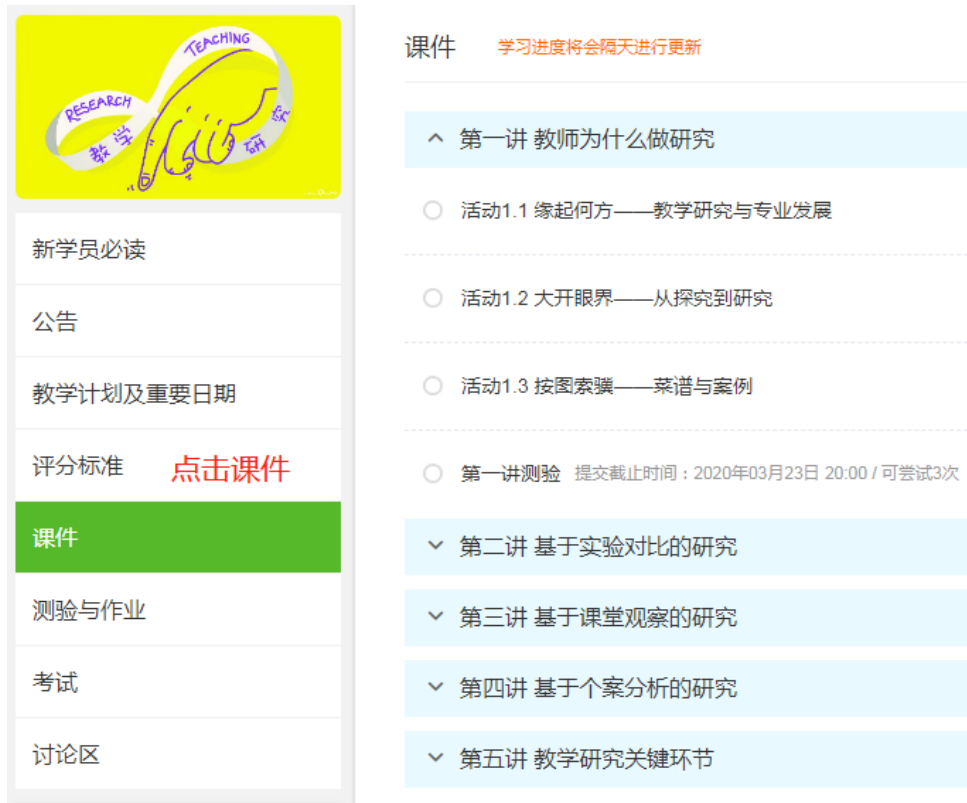 TEACHING
RESEARCH
教学
研究
新学员必读
公告
教学计划及重要日期
评分标准
点击课件
课件
测验与作业
考试
讨论区
课件 学习进度将会隔天进行更新
第一讲 教师为什么做研究
活动1.1 缘起何方——教学研究与专业发展
活动1.2 大开眼界——从探究到研究
活动1.3 按图索骥——菜谱与案例
第一讲测验 提交截止时间：2020年03月23日 20:00 / 可尝试3次
第二讲 基于实验对比的研究
第三讲 基于课堂观察的研究
第四讲 基于个案分析的研究
第五讲 教学研究关键环节